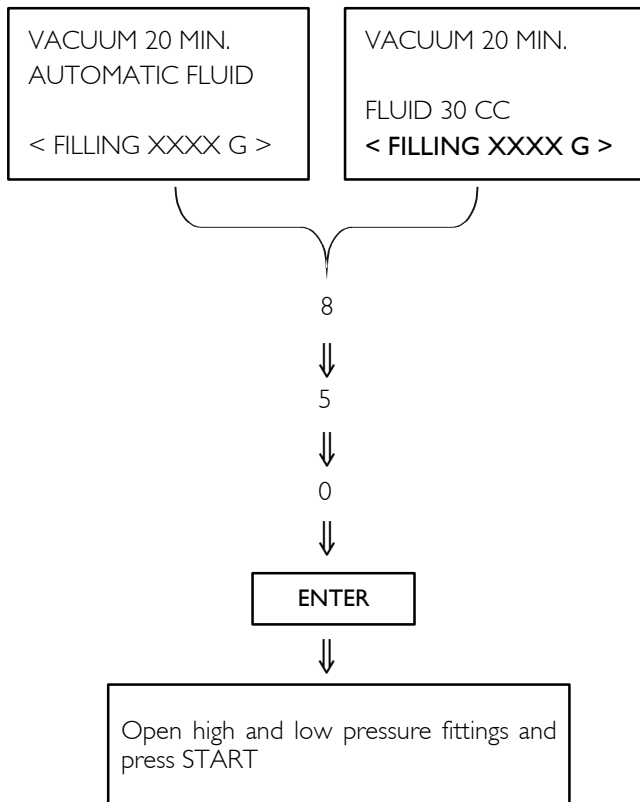 VACUUM 20 MIN.
AUTOMATIC FLUID
< FILLING XXXX G >
VACUUM 20 MIN.
FLUID 30 CC
< FILLING XXXX G >
8
⇓
5
⇓
0
⇓
ENTER
⇓
Open high and low pressure fittings and
press START